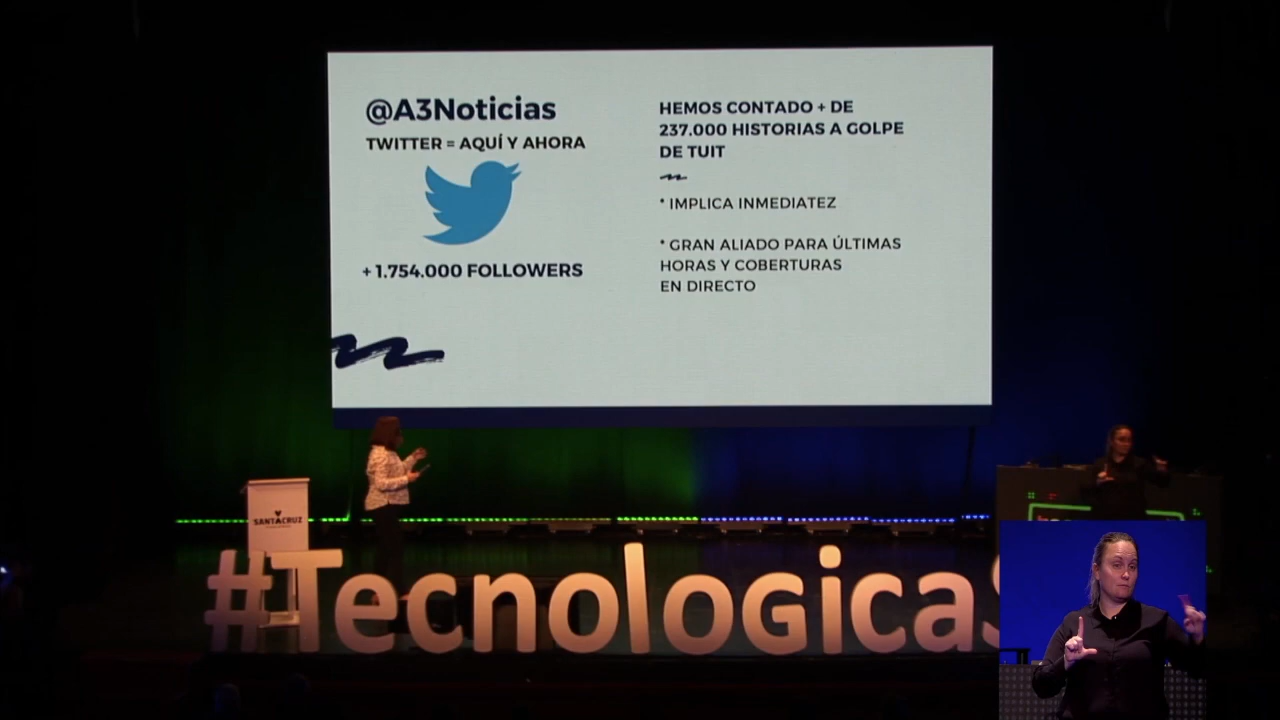 @A3Noticias
TWITTER = AQUÍ Y AHORA
+ 1.754.000 FOLLOWERS
HEMOS CONTADO + DE
237.000 HISTORIAS A GOLPE
DE TUIT
* IMPLICA INMEDIATEZ
* GRAN ALIADO PARA ÚLTIMAS
HORAS Y COBERTURAS
EN DIRECTO
SANTACRUZ
#TecnologicaS